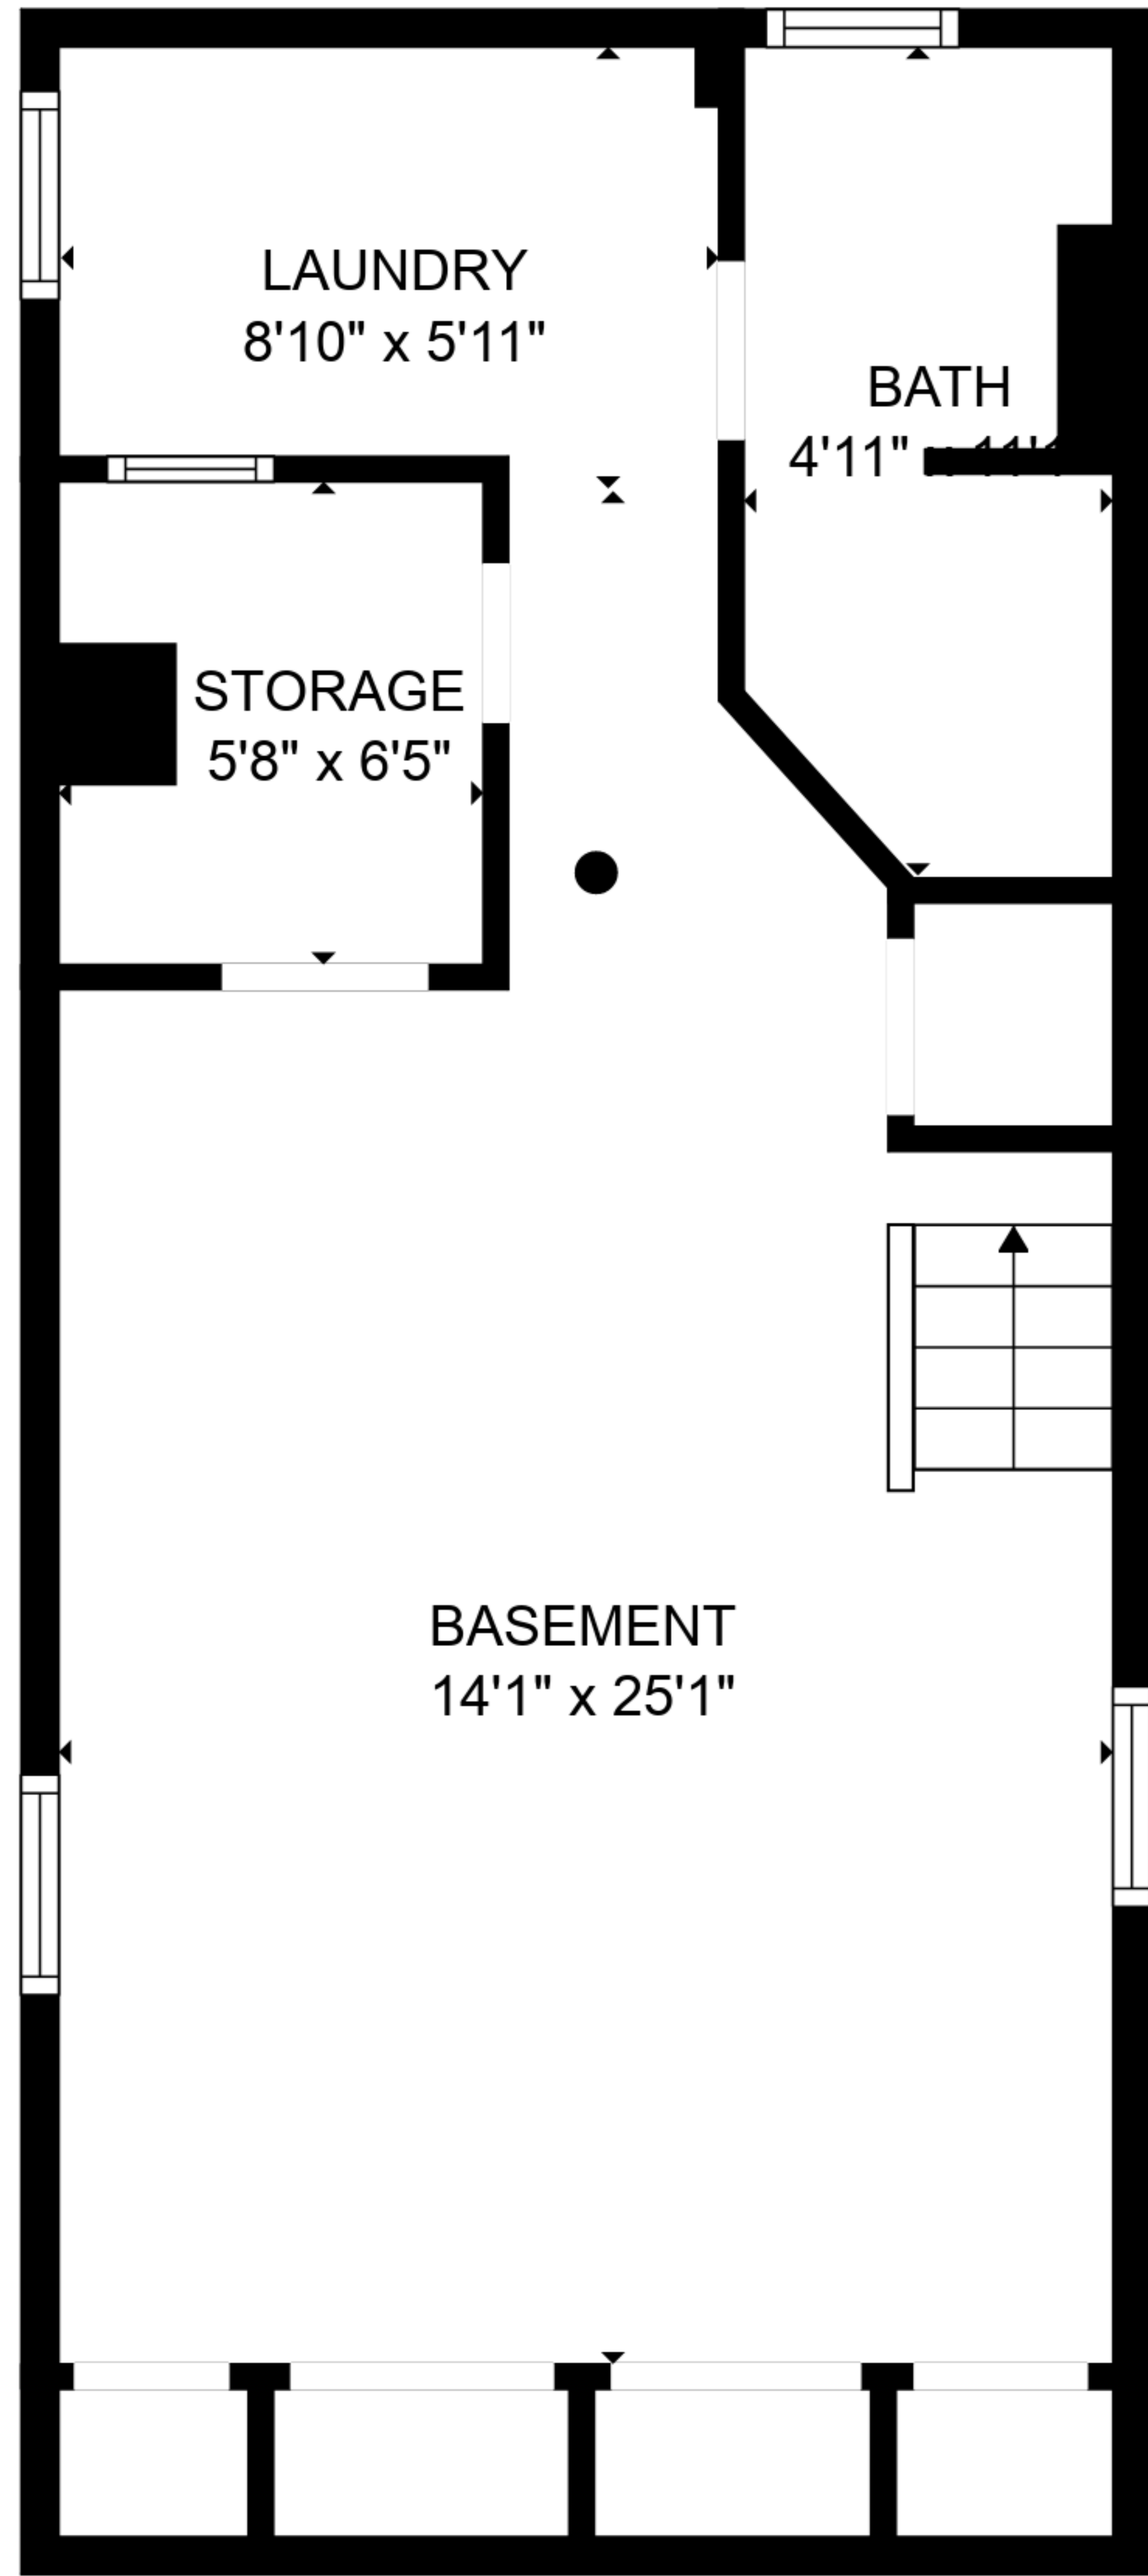 LAUNDRY
8'10" x 5'11"
BATH
4'11"
STORAGE
5'8" x 6'5"
BASEMENT
14'1" x 25'1"